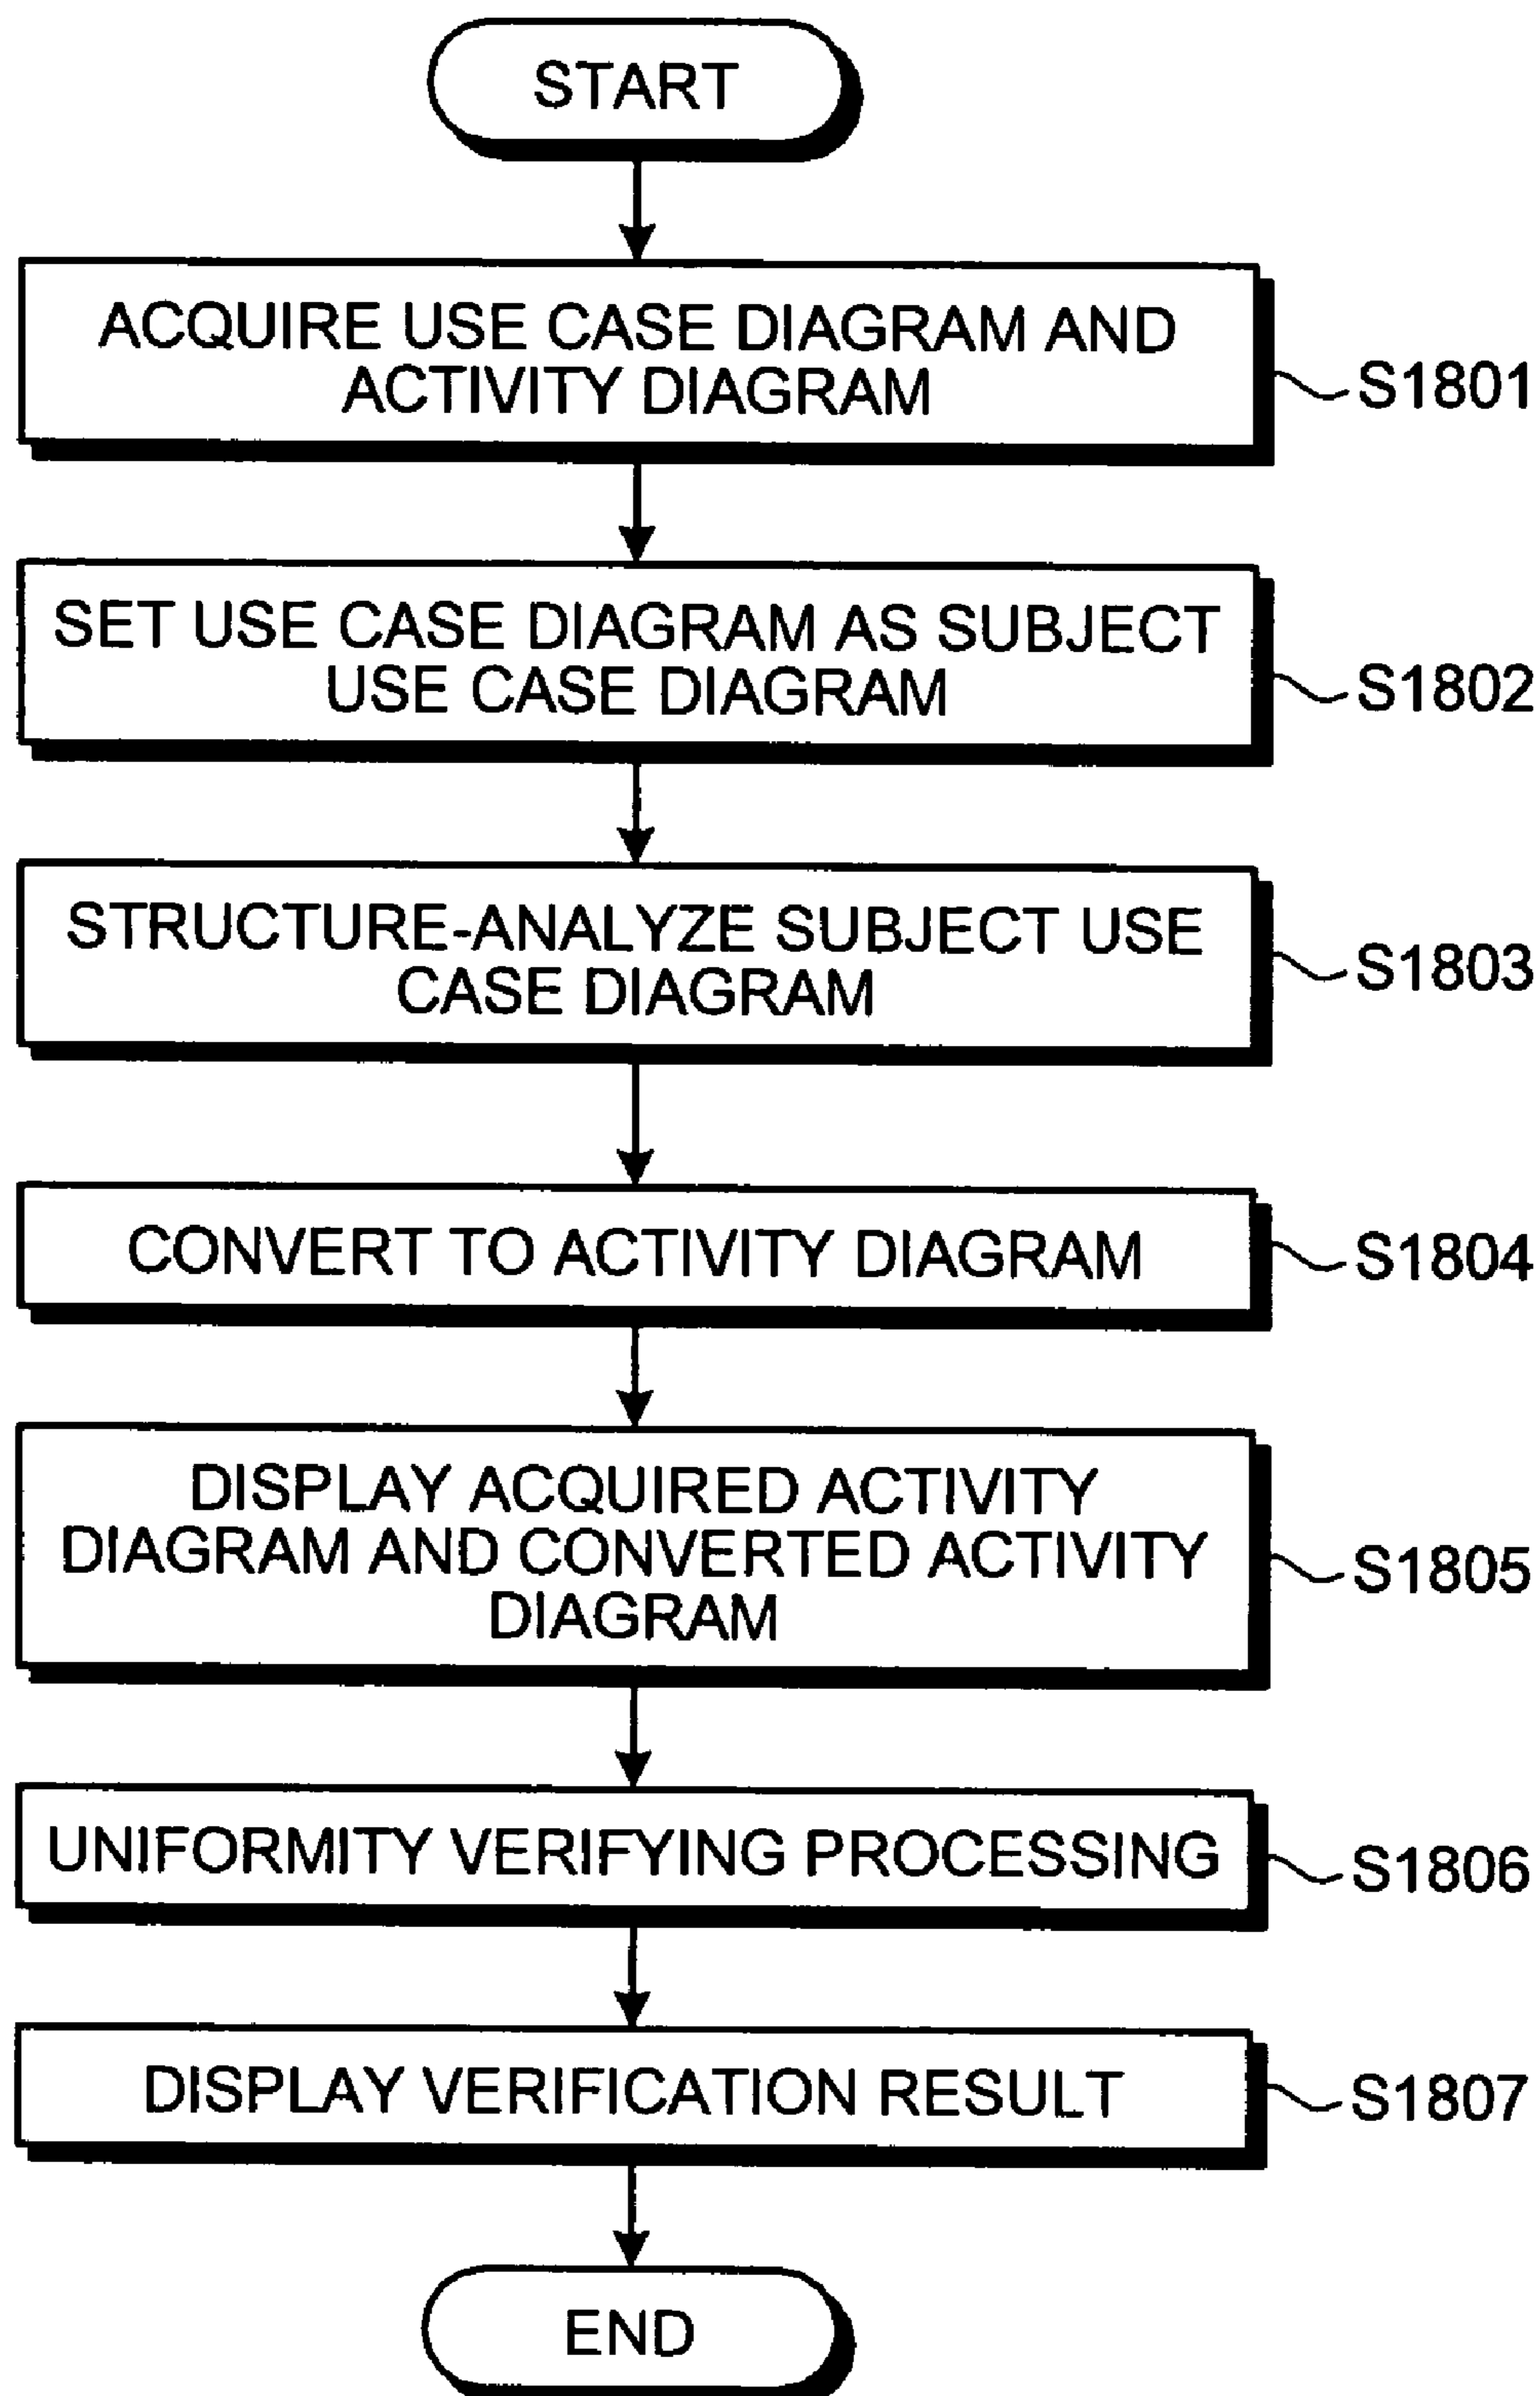 START
ACQUIRE USE CASE DIAGRAM AND
ACTIVITY DIAGRAM
S1801
SET USE CASE DIAGRAM AS SUBJECT
USE CASE DIAGRAM
S1802
STRUCTURE-ANALYZE SUBJECT USE
CASE DIAGRAM
S1803
CONVERT TO ACTIVITY DIAGRAM
S1804
DISPLAY ACQUIRED ACTIVITY
DIAGRAM AND CONVERTED ACTIVITY
DIAGRAM
S1805
UNIFORMITY VERIFYING PROCESSING
S1806
DISPLAY VERIFICATION RESULT
S1807
END